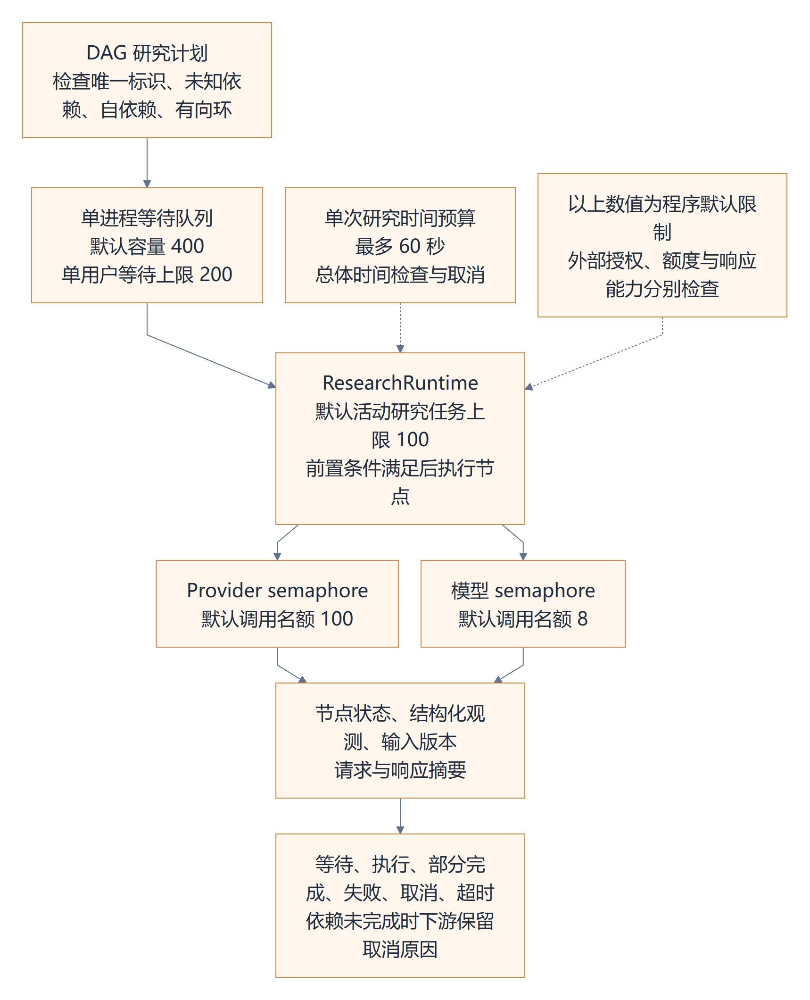 DAG 研究计划
检查唯一标识、未知依
赖、自依赖、有向环
单进程等待队列
默认容量 400
单用户等待上限 200
单次研究时间预算
最多 60 秒
总体时间检查与取消
以上数值为程序默认限
制
外部授权、额度与响应
能力分别检查
ResearchRuntime
默认活动研究任务上
限 100
前置条件满足后执行节
点
Provider semaphore
默认调用名额 100
模型 semaphore
默认调用名额 8
节点状态、结构化观
测、输入版本
请求与响应摘要
等待、执行、部分完
成、失败、取消、超时
依赖未完成时下游保留
取消原因